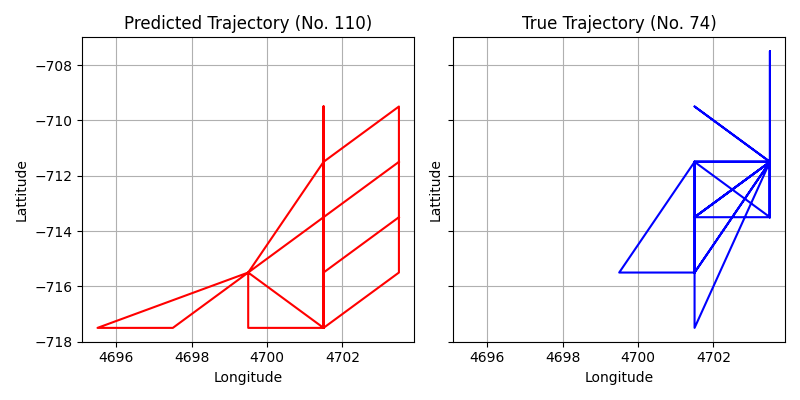 Predicted Trajectory (No. 110)
True Trajectory (No. 74)
Lattitude
−708
−710
−712
−714
−716
−718
4696
4698
4700
4702
Longitude
Lattitude
4696
4698
4700
4702
Longitude